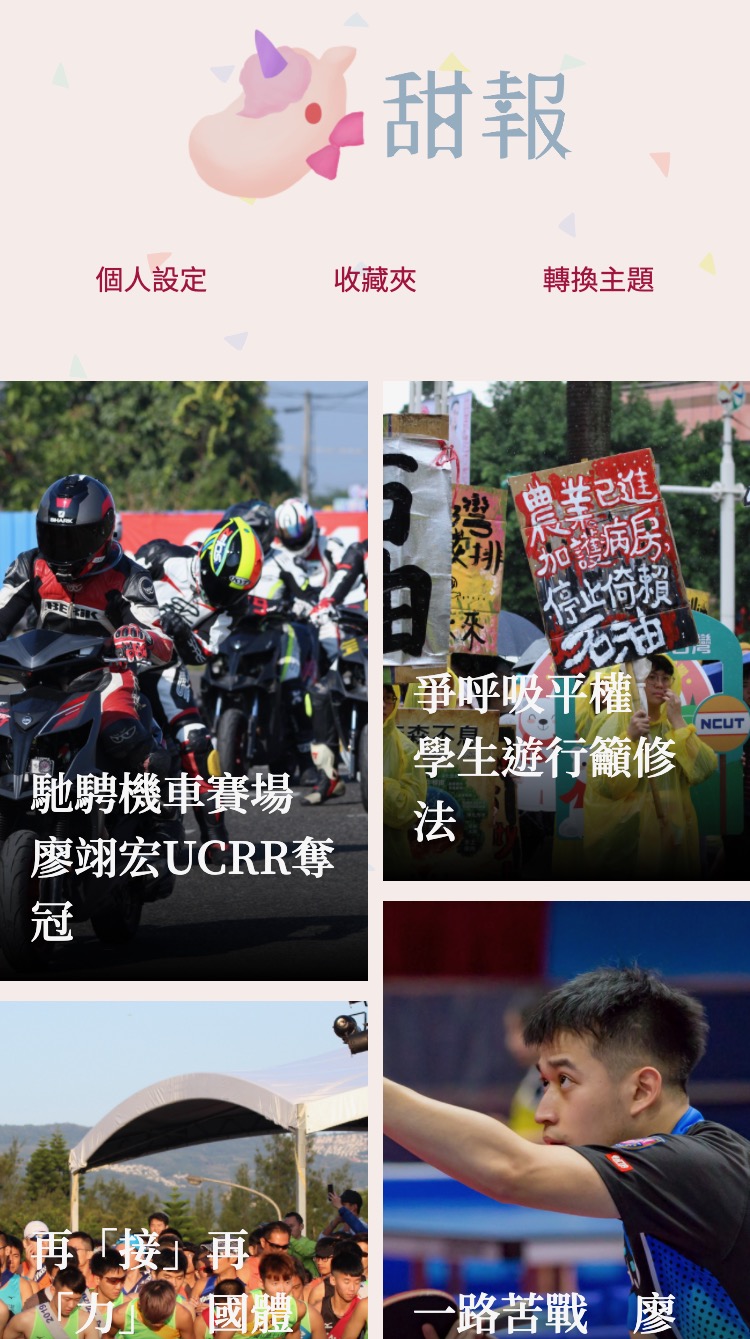 甜報
個人設定
收藏夾
轉換主題
SHARK
馳騁機車賽場
廖翊宏UCRR奪
冠
農業已進
加護病房,
停止倚賴
石油
NCUT
爭呼吸平權
學生遊行籲修
法
再「接」再
「力」 國體
一路苦戰 廖